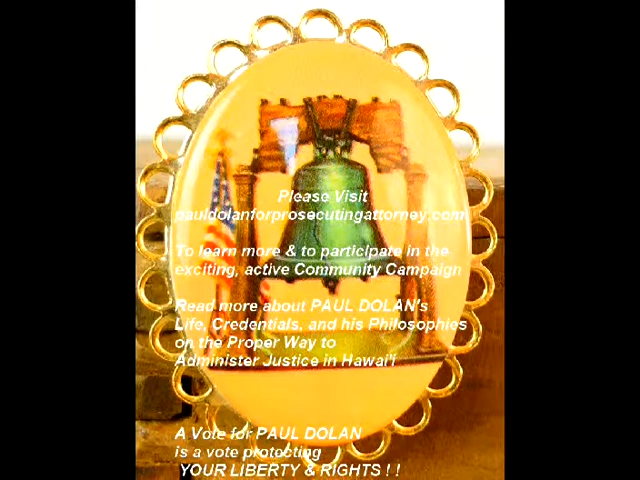 Please Visit
pauldolanforprosecutingattorney.com
To learn more & to participate in the
exciting, active Community Campaign
Read more about PAUL DOLAN's
Life, Credentials, and his Philosophies
on the Proper Way to
Administer Justice in Hawai'i
A Vote for PAUL DOLAN
is a vote protecting
YOUR LIBERTY & RIGHTS ! !